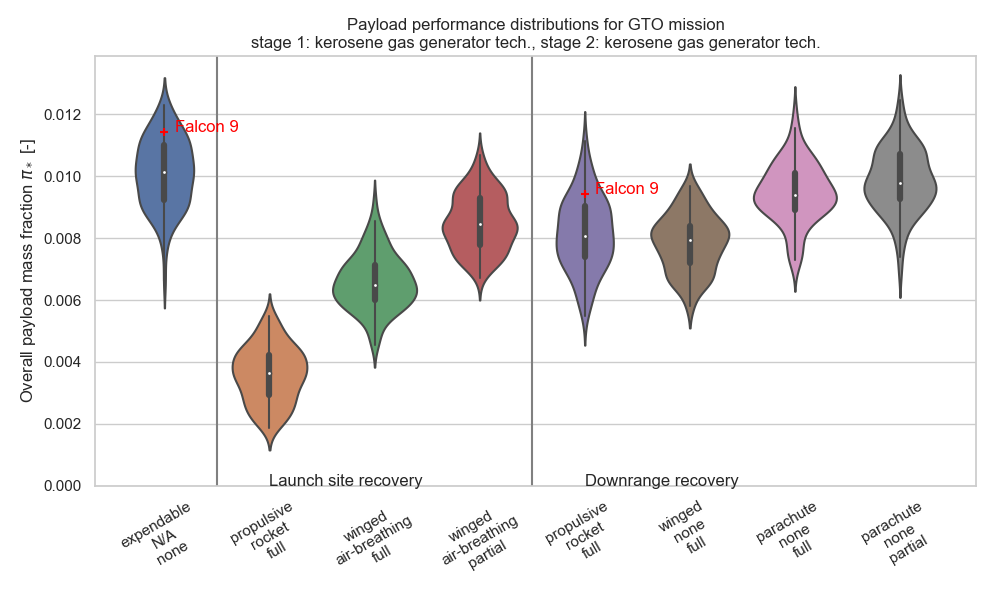 Payload performance distributions for GTO mission
stage 1: kerosene gas generator tech., stage 2: kerosene gas generator tech.
Overall payload mass fraction π* [-]
0.012
0.010
0.008
0.006
0.004
0.002
0.000
Falcon 9
Falcon 9
Launch site recovery
Downrange recovery
expendable
N/A
none
propulsive
rocket
full
winged
air-breathing
full
winged
air-breathing
partial
propulsive
rocket
full
winged
none
full
parachute
none
full
parachute
none
partial